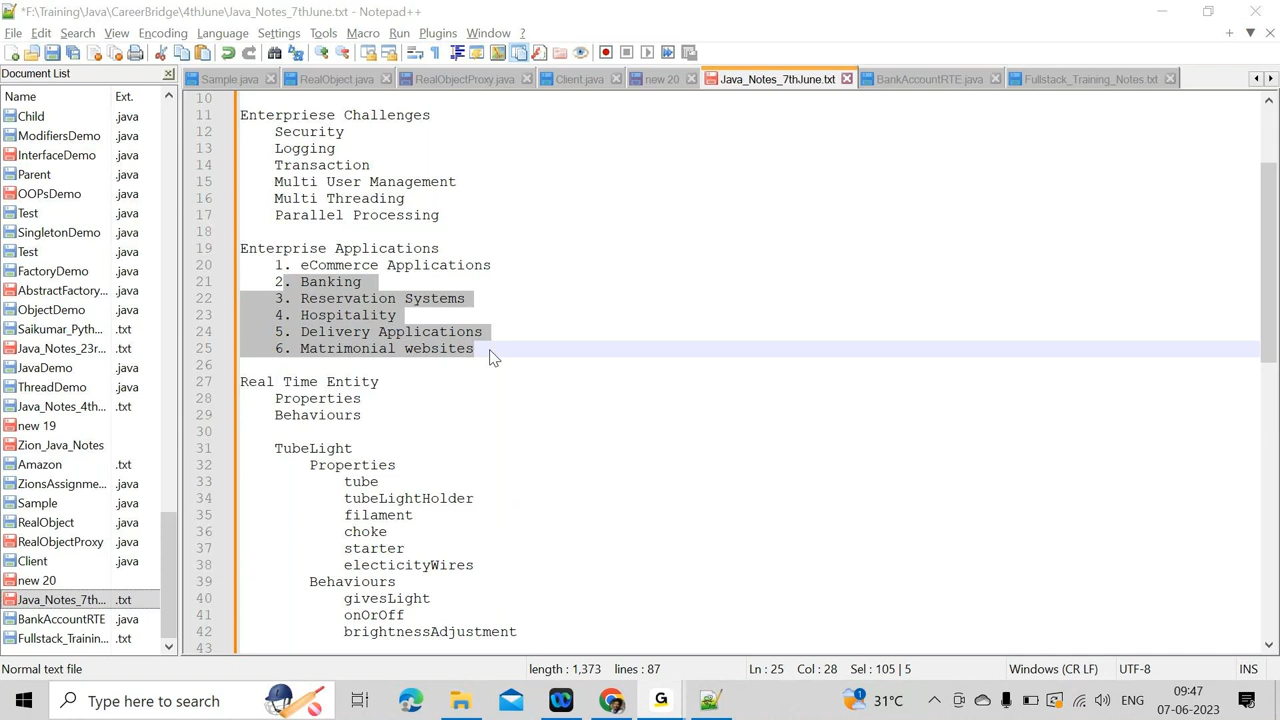 *F:\Training\Java\CareerBridge\4thJune\Java_Notes_7thJune.txt - Notepad++
File Edit Search View Encoding Language Settings Tools Macro Run Plugins Window ?
Document List
Sample.java RealObject.java RealObjectProxy.java Client.java new 20 Java_Notes_7thJune.txt BankAccountRTE.java Fullstack_Training_Notes.txt
Name Ext.
Child .java
ModifiersDemo .java
InterfaceDemo .java
Parent .java
OOPsDemo .java
Test .java
SingletonDemo .java
Test .java
FactoryDemo .java
AbstractFactory... .java
ObjectDemo .java
Saikumar_Pyth... .txt
Java_Notes_23r... .txt
JavaDemo .java
ThreadDemo .java
Java_Notes_4th... .txt
new 19
Zion_Java_Notes
Amazon .txt
ZionsAssignme... .java
Sample .java
RealObject .java
RealObjectProxy .java
Client .java
new 20
Java_Notes_7th... .txt
BankAccountRTE .java
Fullstack_Trainin... .txt
10
11 Enterpriese Challenges
12 Security
13 Logging
14 Transaction
15 Multi User Management
16 Multi Threading
17 Parallel Processing
18
19 Enterprise Applications
20 1. eCommerce Applications
21 2. Banking
22 3. Reservation Systems
23 4. Hospitality
24 5. Delivery Applications
25 6. Matrimonial websites
26
27 Real Time Entity
28 Properties
29 Behaviours
30
31 TubeLight
32 Properties
33 tube
34 tubeLightHolder
35 filament
36 choke
37 starter
38 electicityWires
39 Behaviours
40 givesLight
41 onOrOff
42 brightnessAdjustment
43
Normal text file length : 1,373 lines : 87 Ln : 25 Col : 28 Sel : 105 | 5 Windows (CR LF) UTF-8 INS
Type here to search 31°C ENG 09:47
07-06-2023